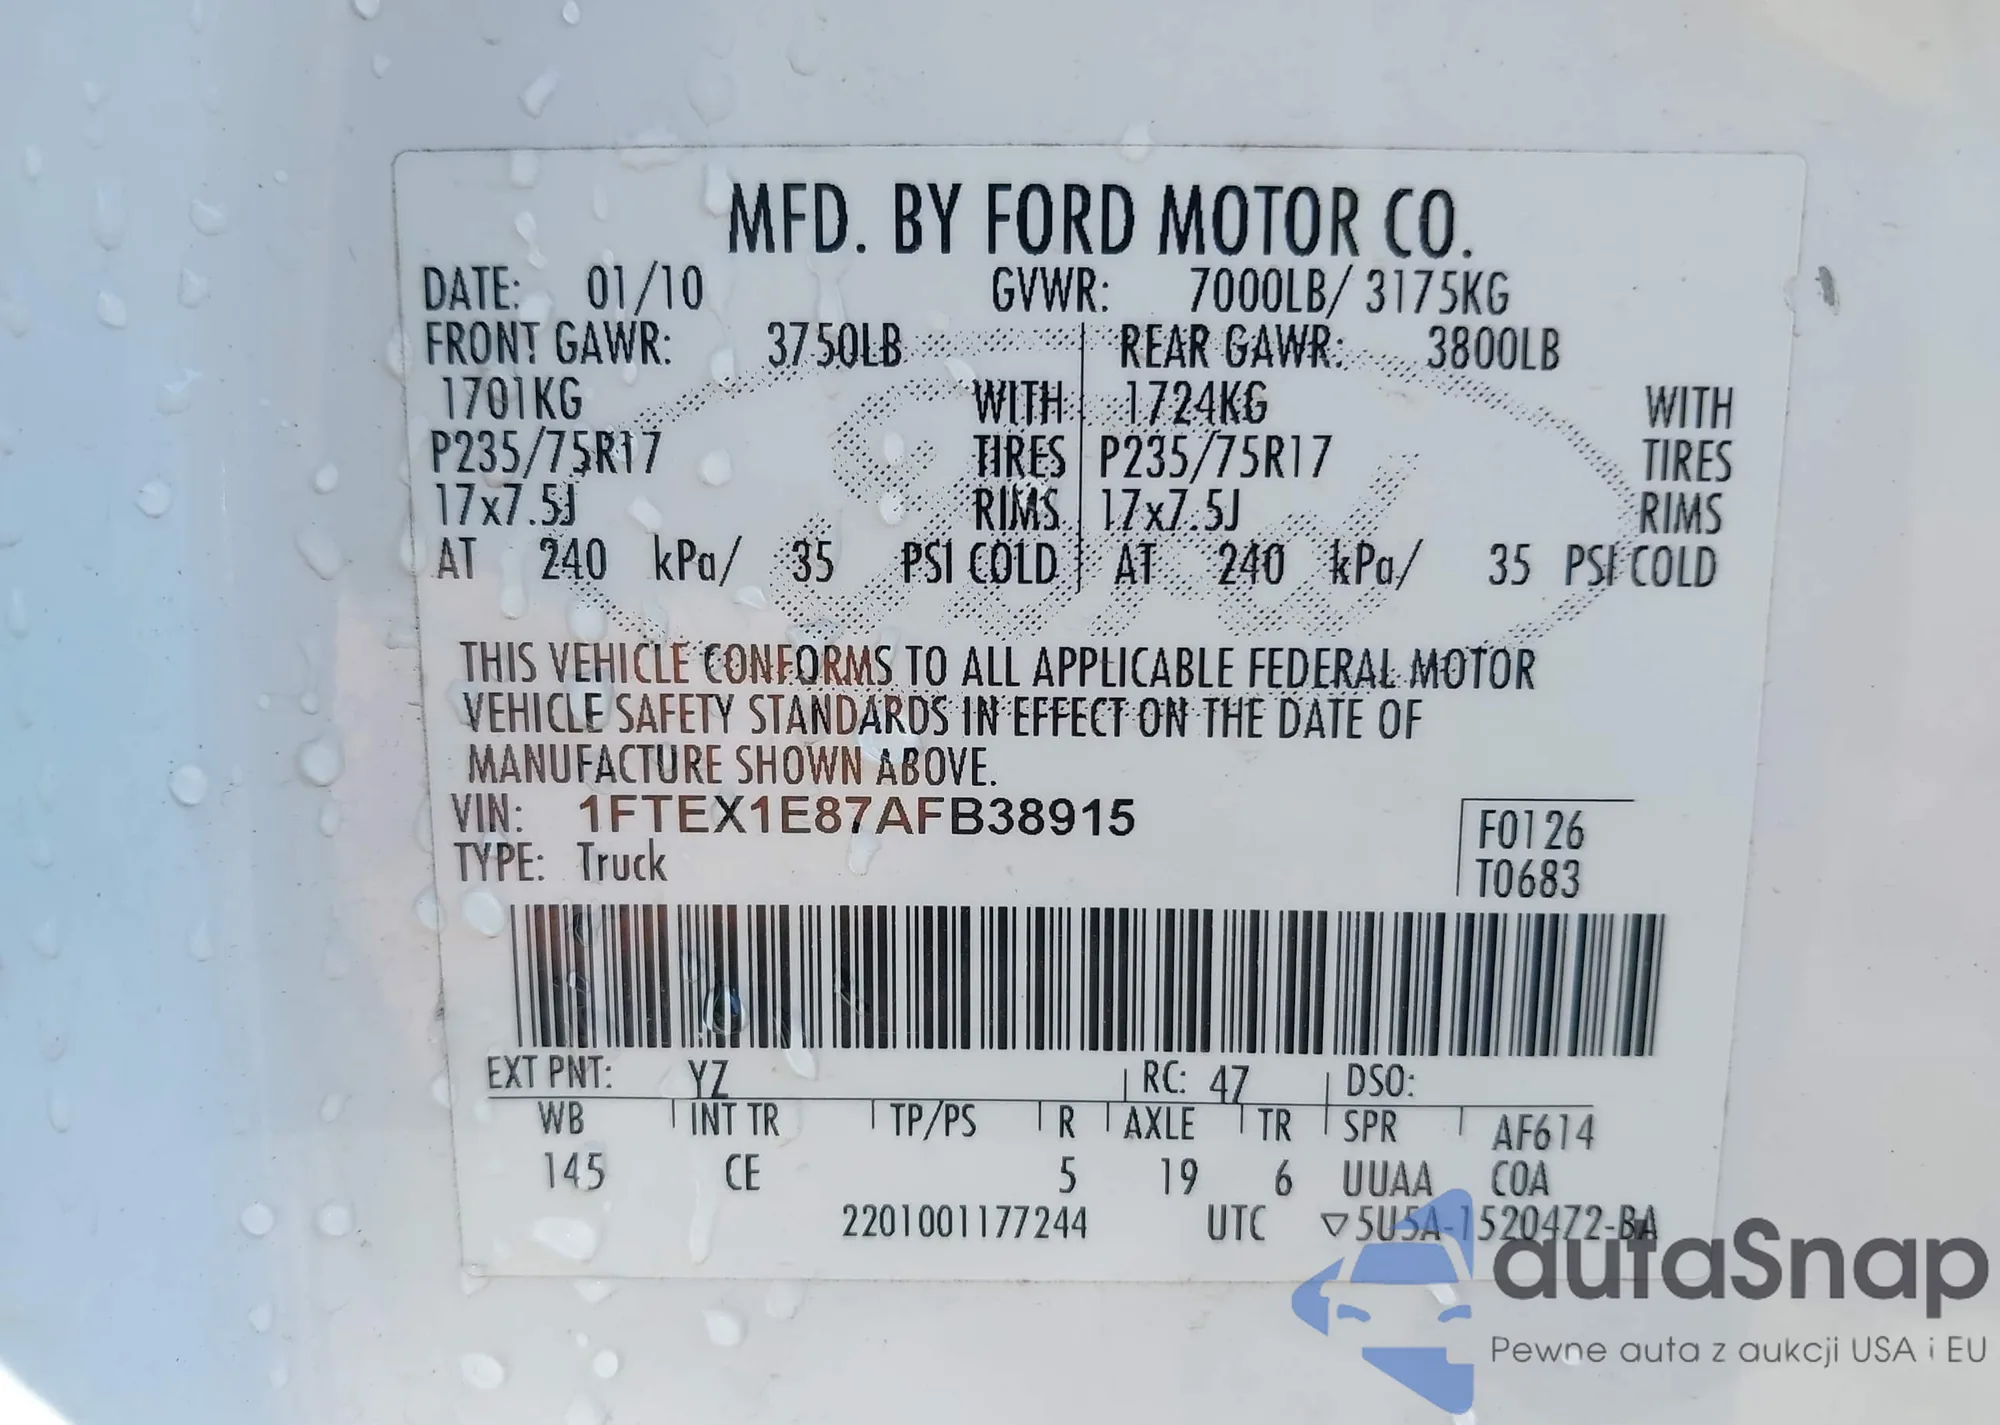 MFD. BY FORD MOTOR CO.
DATE: 01/10 GVWR: 7000LB/ 3175KG
FRONT GAWR: 3750LB REAR GAWR: 3800LB
1701KG WITH 1724KG WITH
P235/75R17 TIRES P235/75R17 TIRES
17x7.5J RIMS 17x7.5J RIMS
AT 240 kPa/ 35 PSI COLD AT 240 kPa/ 35 PSI COLD
THIS VEHICLE CONFORMS TO ALL APPLICABLE FEDERAL MOTOR
VEHICLE SAFETY STANDARDS IN EFFECT ON THE DATE OF
MANUFACTURE SHOWN ABOVE.
VIN: 1FTEX1E87AFB38915 F0126
TYPE: Truck T0683
EXT PNT: YZ RC: 47 DSO:
WB INT TR TP/PS R AXLE TR SPR AF614
145 CE 5 19 6 UUAA COA
2201001177244 UTC ▽5U5A-1520472-BA
autaSnap
Pewne auta z aukcji USA i EU